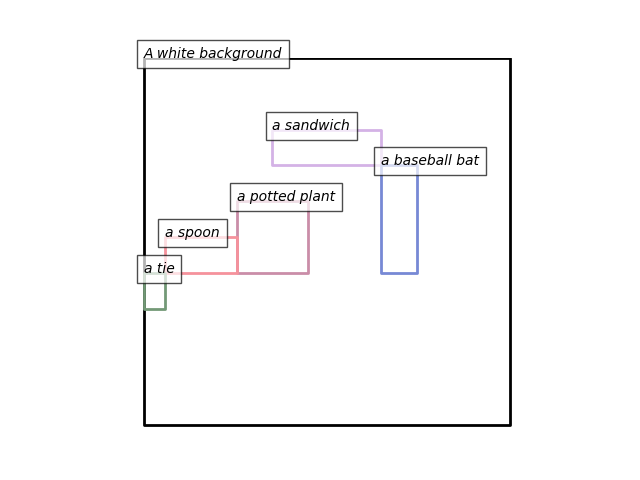 A white background
a sandwich
a baseball bat
a potted plant
a spoon
a tie